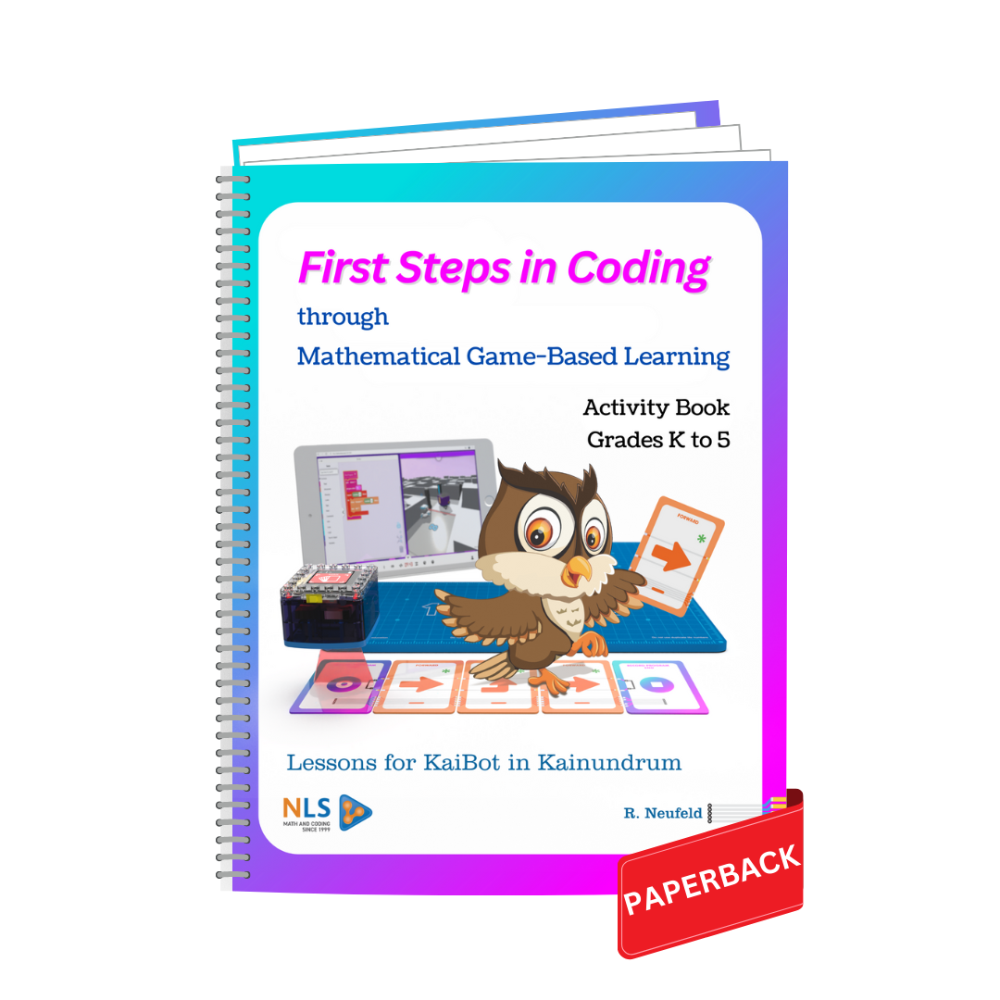 First Steps in Coding
through
Mathematical Game-Based Learning
Activity Book
Grades K to 5
FORWARD
FORWARD
Lessons for KaiBot in Kainundrum
NLS
MATH AND CODING
SINCE 1999
R. Neufeld
PAPERBACK